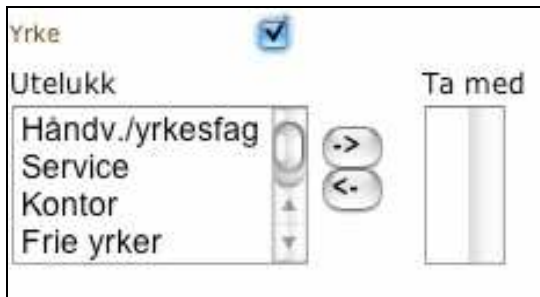 Yrke
Utelukk
Ta med
Håndv./yrkesfag
Service
Kontor
Frie yrker
->
<-